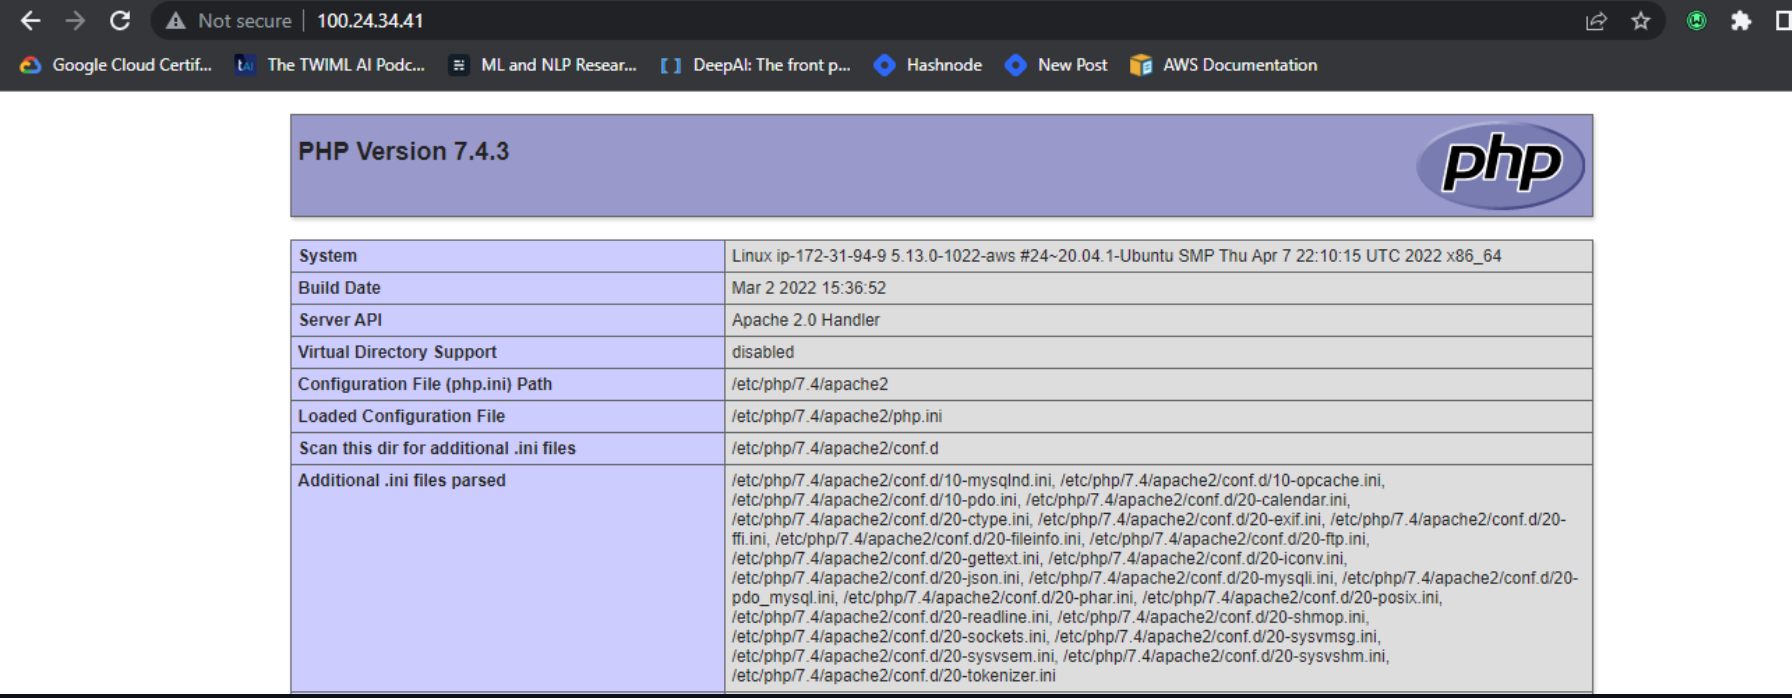 Not secure | 100.24.34.41
Google Cloud Certif... The TWIML AI Podc... ML and NLP Resear... DeepAI: The front p... Hashnode New Post AWS Documentation
PHP Version 7.4.3
php
System Linux ip-172-31-94-9 5.13.0-1022-aws #24~20.04.1-Ubuntu SMP Thu Apr 7 22:10:15 UTC 2022 x86_64
Build Date Mar 2 2022 15:36:52
Server API Apache 2.0 Handler
Virtual Directory Support disabled
Configuration File (php.ini) Path /etc/php/7.4/apache2
Loaded Configuration File /etc/php/7.4/apache2/php.ini
Scan this dir for additional .ini files /etc/php/7.4/apache2/conf.d
Additional .ini files parsed /etc/php/7.4/apache2/conf.d/10-mysqlnd.ini, /etc/php/7.4/apache2/conf.d/10-opcache.ini,
/etc/php/7.4/apache2/conf.d/10-pdo.ini, /etc/php/7.4/apache2/conf.d/20-calendar.ini,
/etc/php/7.4/apache2/conf.d/20-ctype.ini, /etc/php/7.4/apache2/conf.d/20-exif.ini, /etc/php/7.4/apache2/conf.d/20-
ffi.ini, /etc/php/7.4/apache2/conf.d/20-fileinfo.ini, /etc/php/7.4/apache2/conf.d/20-ftp.ini,
/etc/php/7.4/apache2/conf.d/20-gettext.ini, /etc/php/7.4/apache2/conf.d/20-iconv.ini,
/etc/php/7.4/apache2/conf.d/20-json.ini, /etc/php/7.4/apache2/conf.d/20-mysqli.ini, /etc/php/7.4/apache2/conf.d/20-
pdo_mysql.ini, /etc/php/7.4/apache2/conf.d/20-phar.ini, /etc/php/7.4/apache2/conf.d/20-posix.ini,
/etc/php/7.4/apache2/conf.d/20-readline.ini, /etc/php/7.4/apache2/conf.d/20-shmop.ini,
/etc/php/7.4/apache2/conf.d/20-sockets.ini, /etc/php/7.4/apache2/conf.d/20-sysvmsg.ini,
/etc/php/7.4/apache2/conf.d/20-sysvsem.ini, /etc/php/7.4/apache2/conf.d/20-sysvshm.ini,
/etc/php/7.4/apache2/conf.d/20-tokenizer.ini